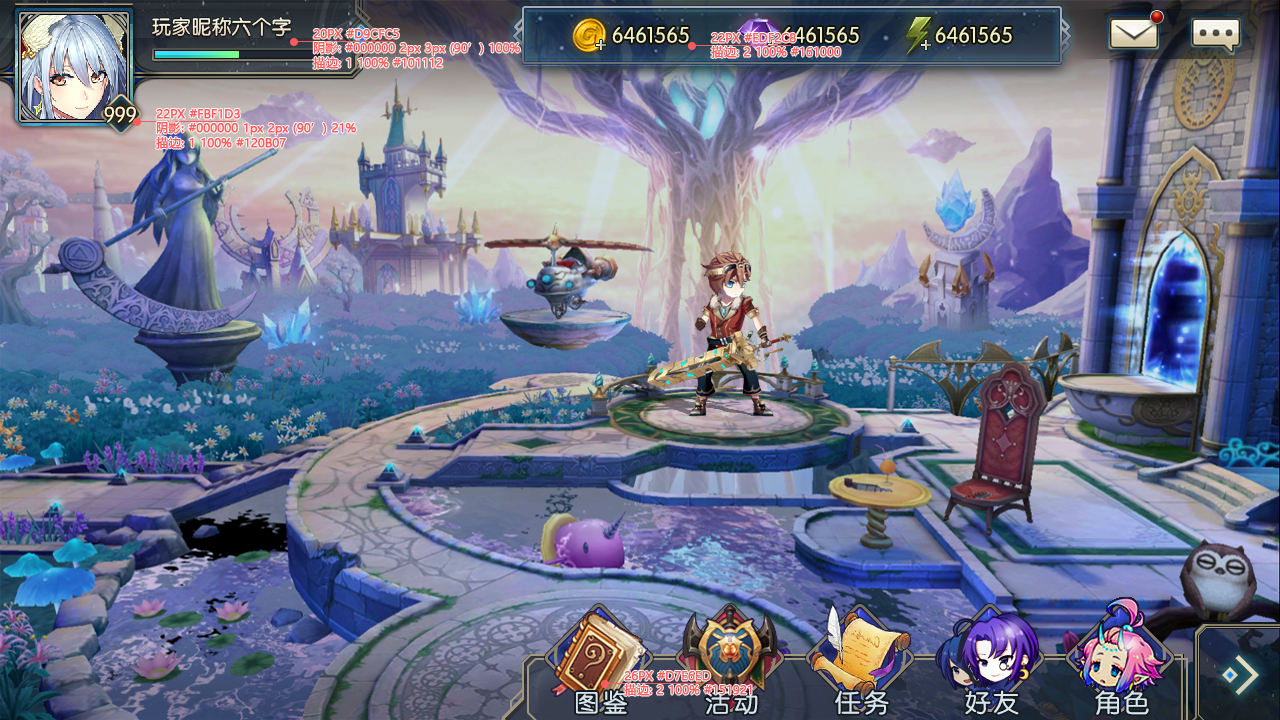 玩家昵称六个字
20PX #D9CFC5
阴影: #000000 2px 3px (90′) 100%
描边: 1 100% #101112
6461565
22PX #EDF2C8
461565
描边: 2 100% #161000
6461565
999
22PX #FBF1D3
阴影: #000000 1px 2px (90′) 21%
描边: 1 100% #120B07
26PX #D7E8ED
描边: 2 100% #151921
图鉴
活动
任务
好友
角色